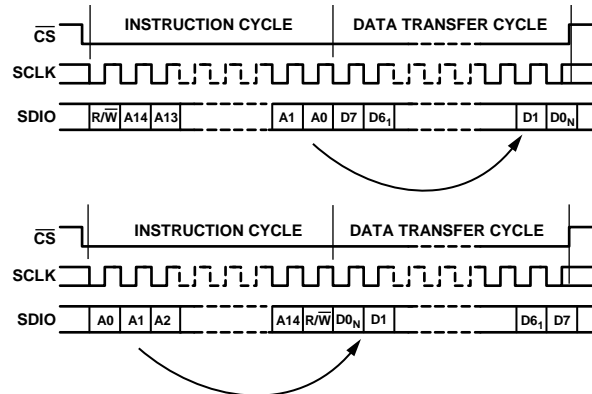 INSTRUCTION CYCLE DATA TRANSFER CYCLE
CS
SCLK
SDIO R/W A14 A13 A1 A0 D7 D61 D1 D0N
INSTRUCTION CYCLE DATA TRANSFER CYCLE
CS
SCLK
SDIO A0 A1 A2 A14 R/W D0N D1 D61 D7